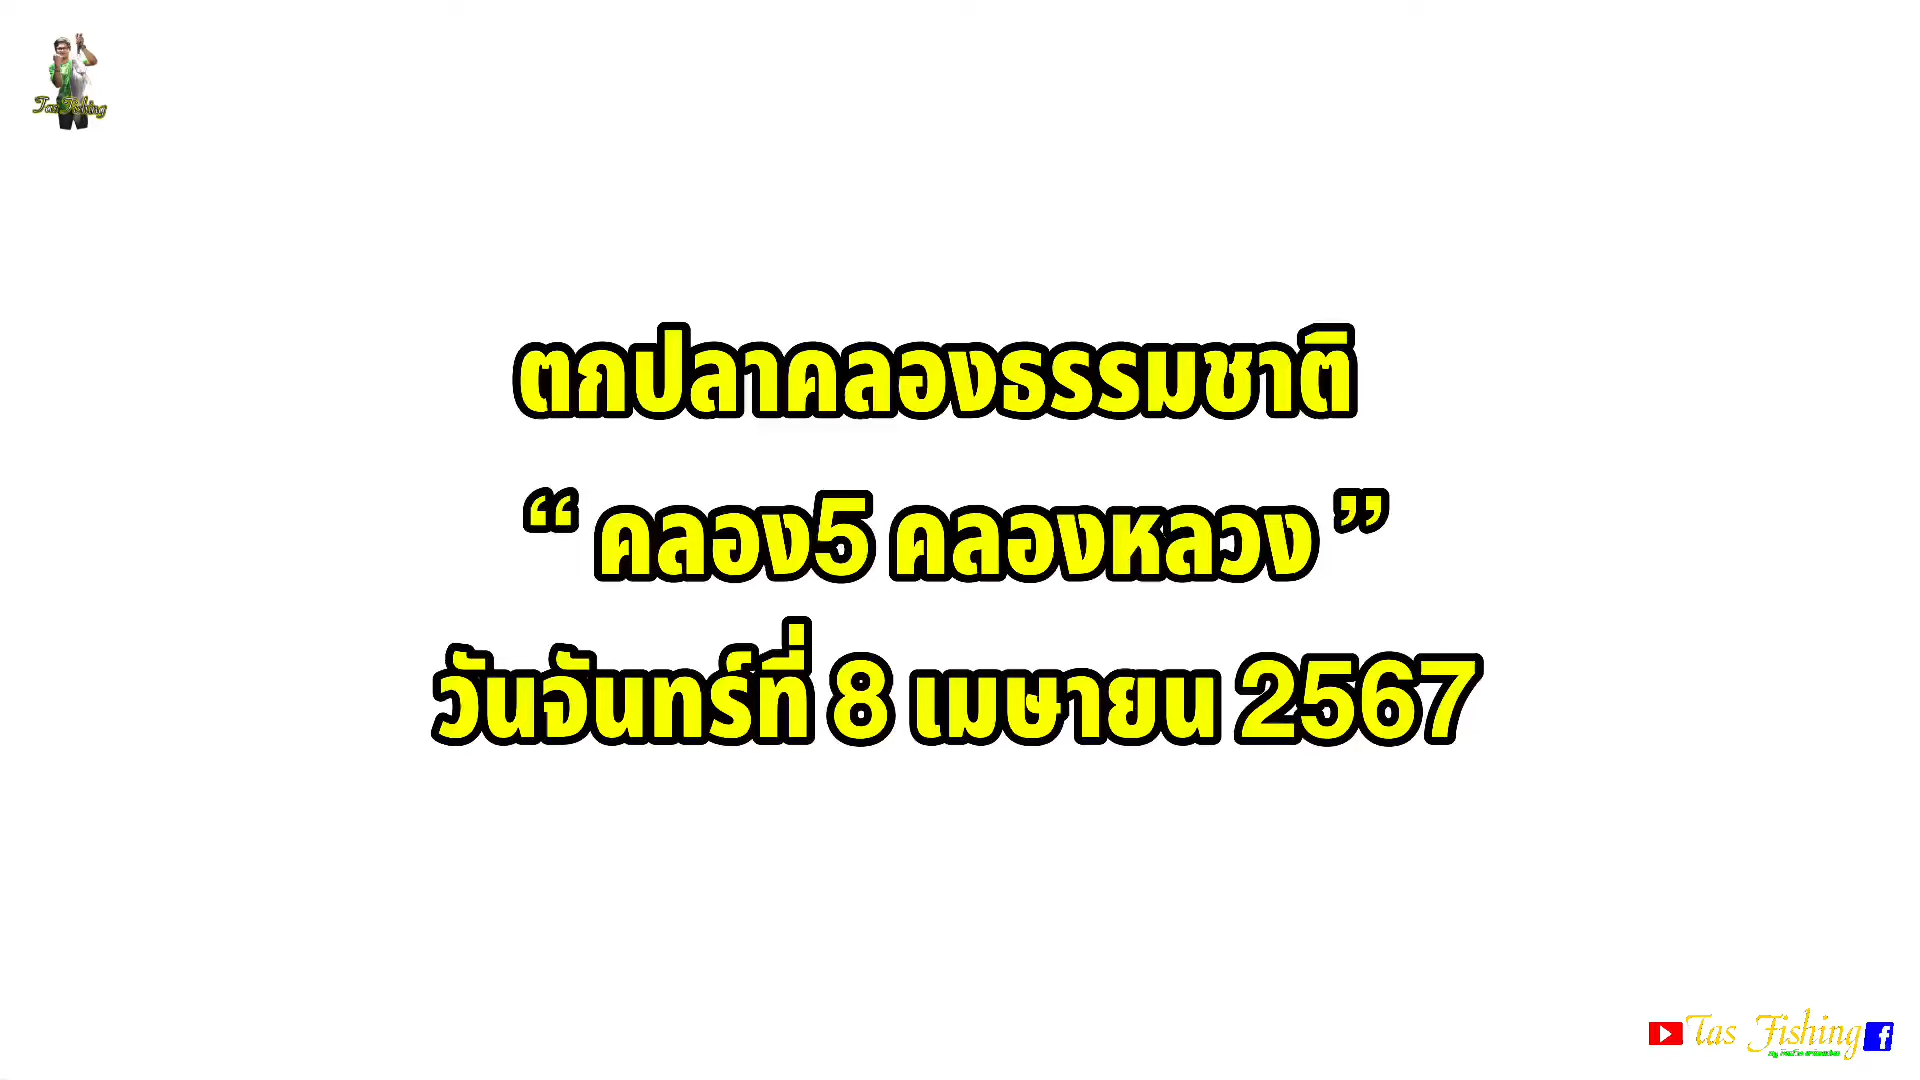 Tas Fishing
ตกปลาคลองธรรมชาติ
“ คลอง5 คลองหลวง ”
วันจันทร์ที่ 8 เมษายน 2567
Tas Fishing